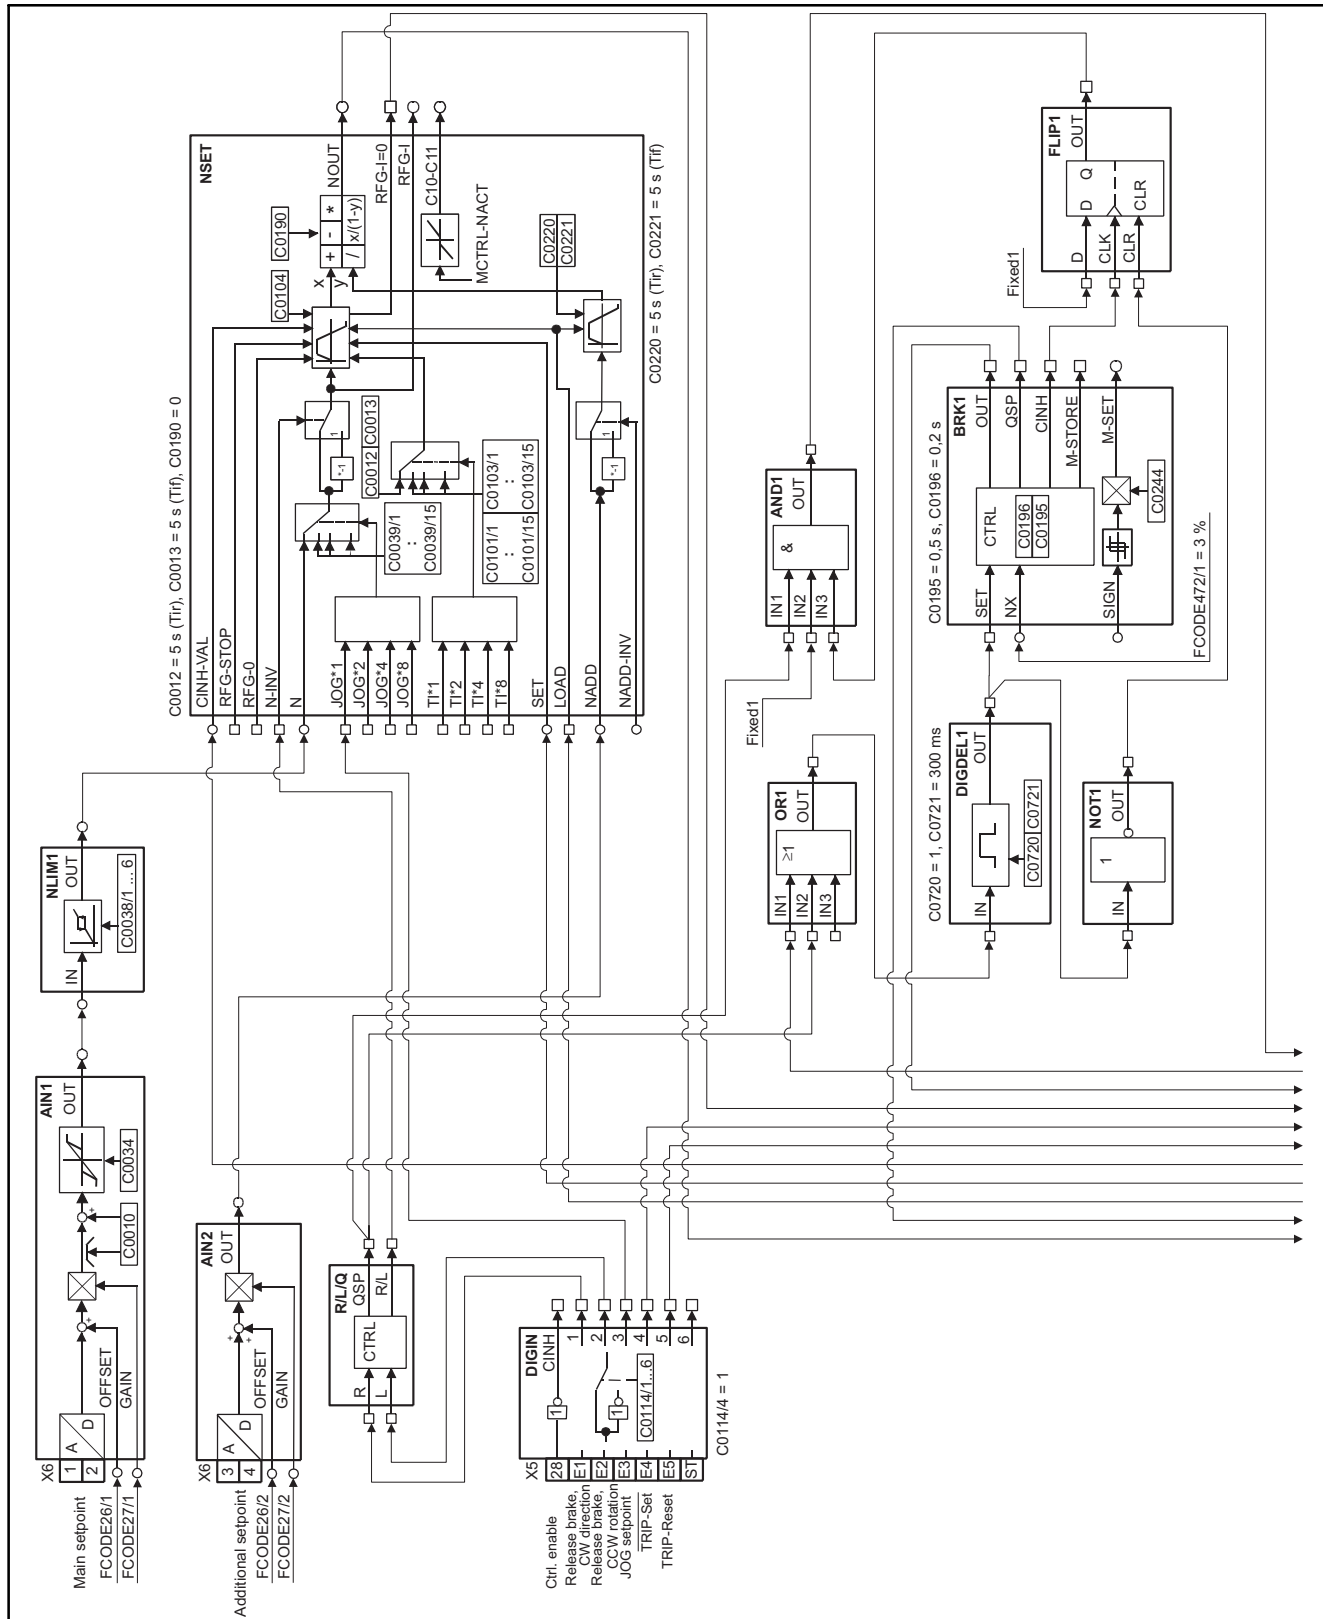 NSET
C0012 = 5 s (Tir), C0013 = 5 s (Tif), C0190 = 0
CINH-VAL
RFG-STOP
RFG-0
N-INV
N
JOG*1
JOG*2
JOG*4
JOG*8
TI*1
TI*2
TI*4
TI*8
SET
LOAD
NADD
NADD-INV
*-1
1
C0039/1
:
C0039/15
C0012 C0013
C0101/1
:
C0101/15
C0103/1
:
C0103/15
*-1
1
C0104
C0190
x
y
+ - *
/ x/(1-y)
NOUT
RFG-I=0
RFG-I
C10-C11
MCTRL-NACT
C0220
C0221
C0220 = 5 s (Tir), C0221 = 5 s (Tif)
NLIM1
IN
OUT
C0038/1 ... 6
AIN1
OUT
C0034
C0010
+
+
OFFSET
GAIN
A
D
X6
1
2
Main setpoint
FCODE26/1
FCODE27/1
AIN2
OUT
+
+
OFFSET
GAIN
A
D
X6
3
4
Additional setpoint
FCODE26/2
FCODE27/2
R/L/Q
QSP
R/L
CTRL
R
L
DIGIN
CINH
1
2
3
4
5
6
1
1
C0114/1...6
C0114/4 = 1
X5
28
E1
E2
E3
E4
E5
ST
Ctrl. enable
Release brake,
CW direction
Release brake,
CCW rotation
JOG setpoint
TRIP-Set
TRIP-Reset
OR1
OUT
≥1
IN1
IN2
IN3
AND1
OUT
&
IN1
IN2
IN3
Fixed1
DIGDEL1
OUT
IN
C0720 C0721
C0720 = 1, C0721 = 300 ms
NOT1
OUT
1
IN
BRK1
C0195 = 0,5 s, C0196 = 0,2 s
OUT
QSP
CINH
M-STORE
M-SET
CTRL
C0196
C0195
SET
NX
SIGN
C0244
FCODE472/1 = 3 %
FLIP1
OUT
D
Q
CLR
D
CLK
CLR
Fixed1